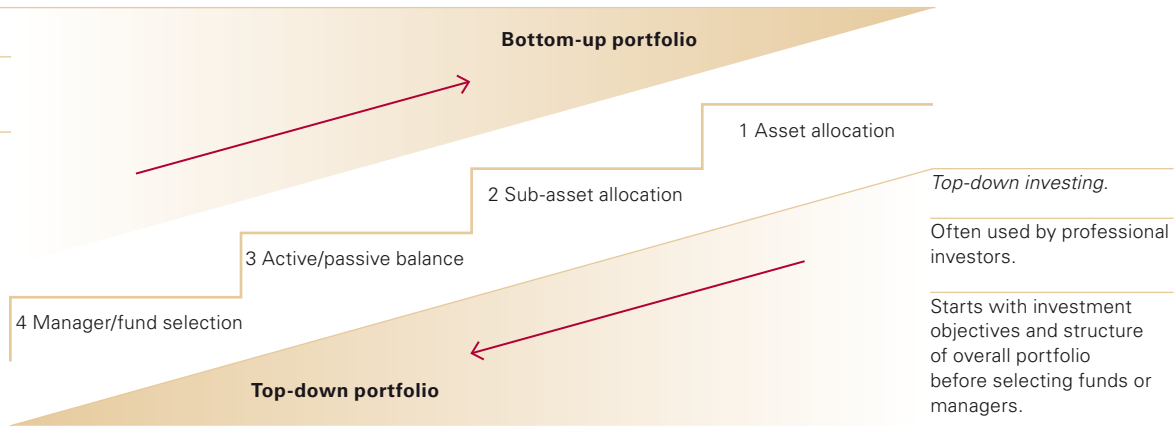 Bottom-up portfolio
1 Asset allocation
2 Sub-asset allocation
3 Active/passive balance
4 Manager/fund selection
Top-down portfolio
Top-down investing.
Often used by professional
investors.
Starts with investment
objectives and structure
of overall portfolio
before selecting funds or
managers.